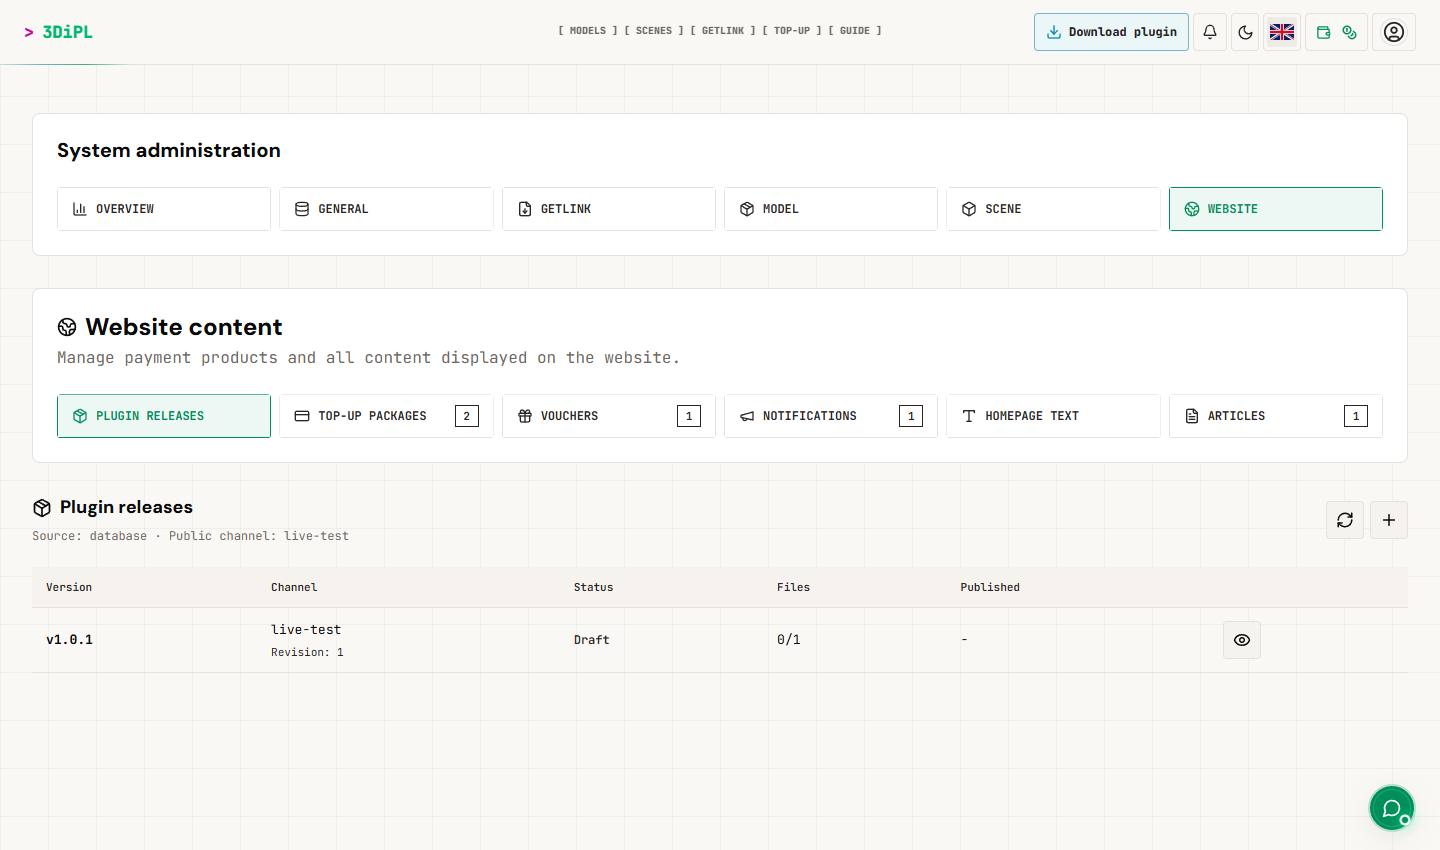 > 3DiPL
[ MODELS ] [ SCENES ] [ GETLINK ] [ TOP-UP ] [ GUIDE ]
Download plugin
System administration
OVERVIEW
GENERAL
GETLINK
MODEL
SCENE
WEBSITE
Website content
Manage payment products and all content displayed on the website.
PLUGIN RELEASES
TOP-UP PACKAGES 2
VOUCHERS 1
NOTIFICATIONS 1
HOMEPAGE TEXT
ARTICLES 1
Plugin releases
Source: database · Public channel: live-test
Version Channel Status Files Published
v1.0.1 live-test Draft 0/1 -
Revision: 1